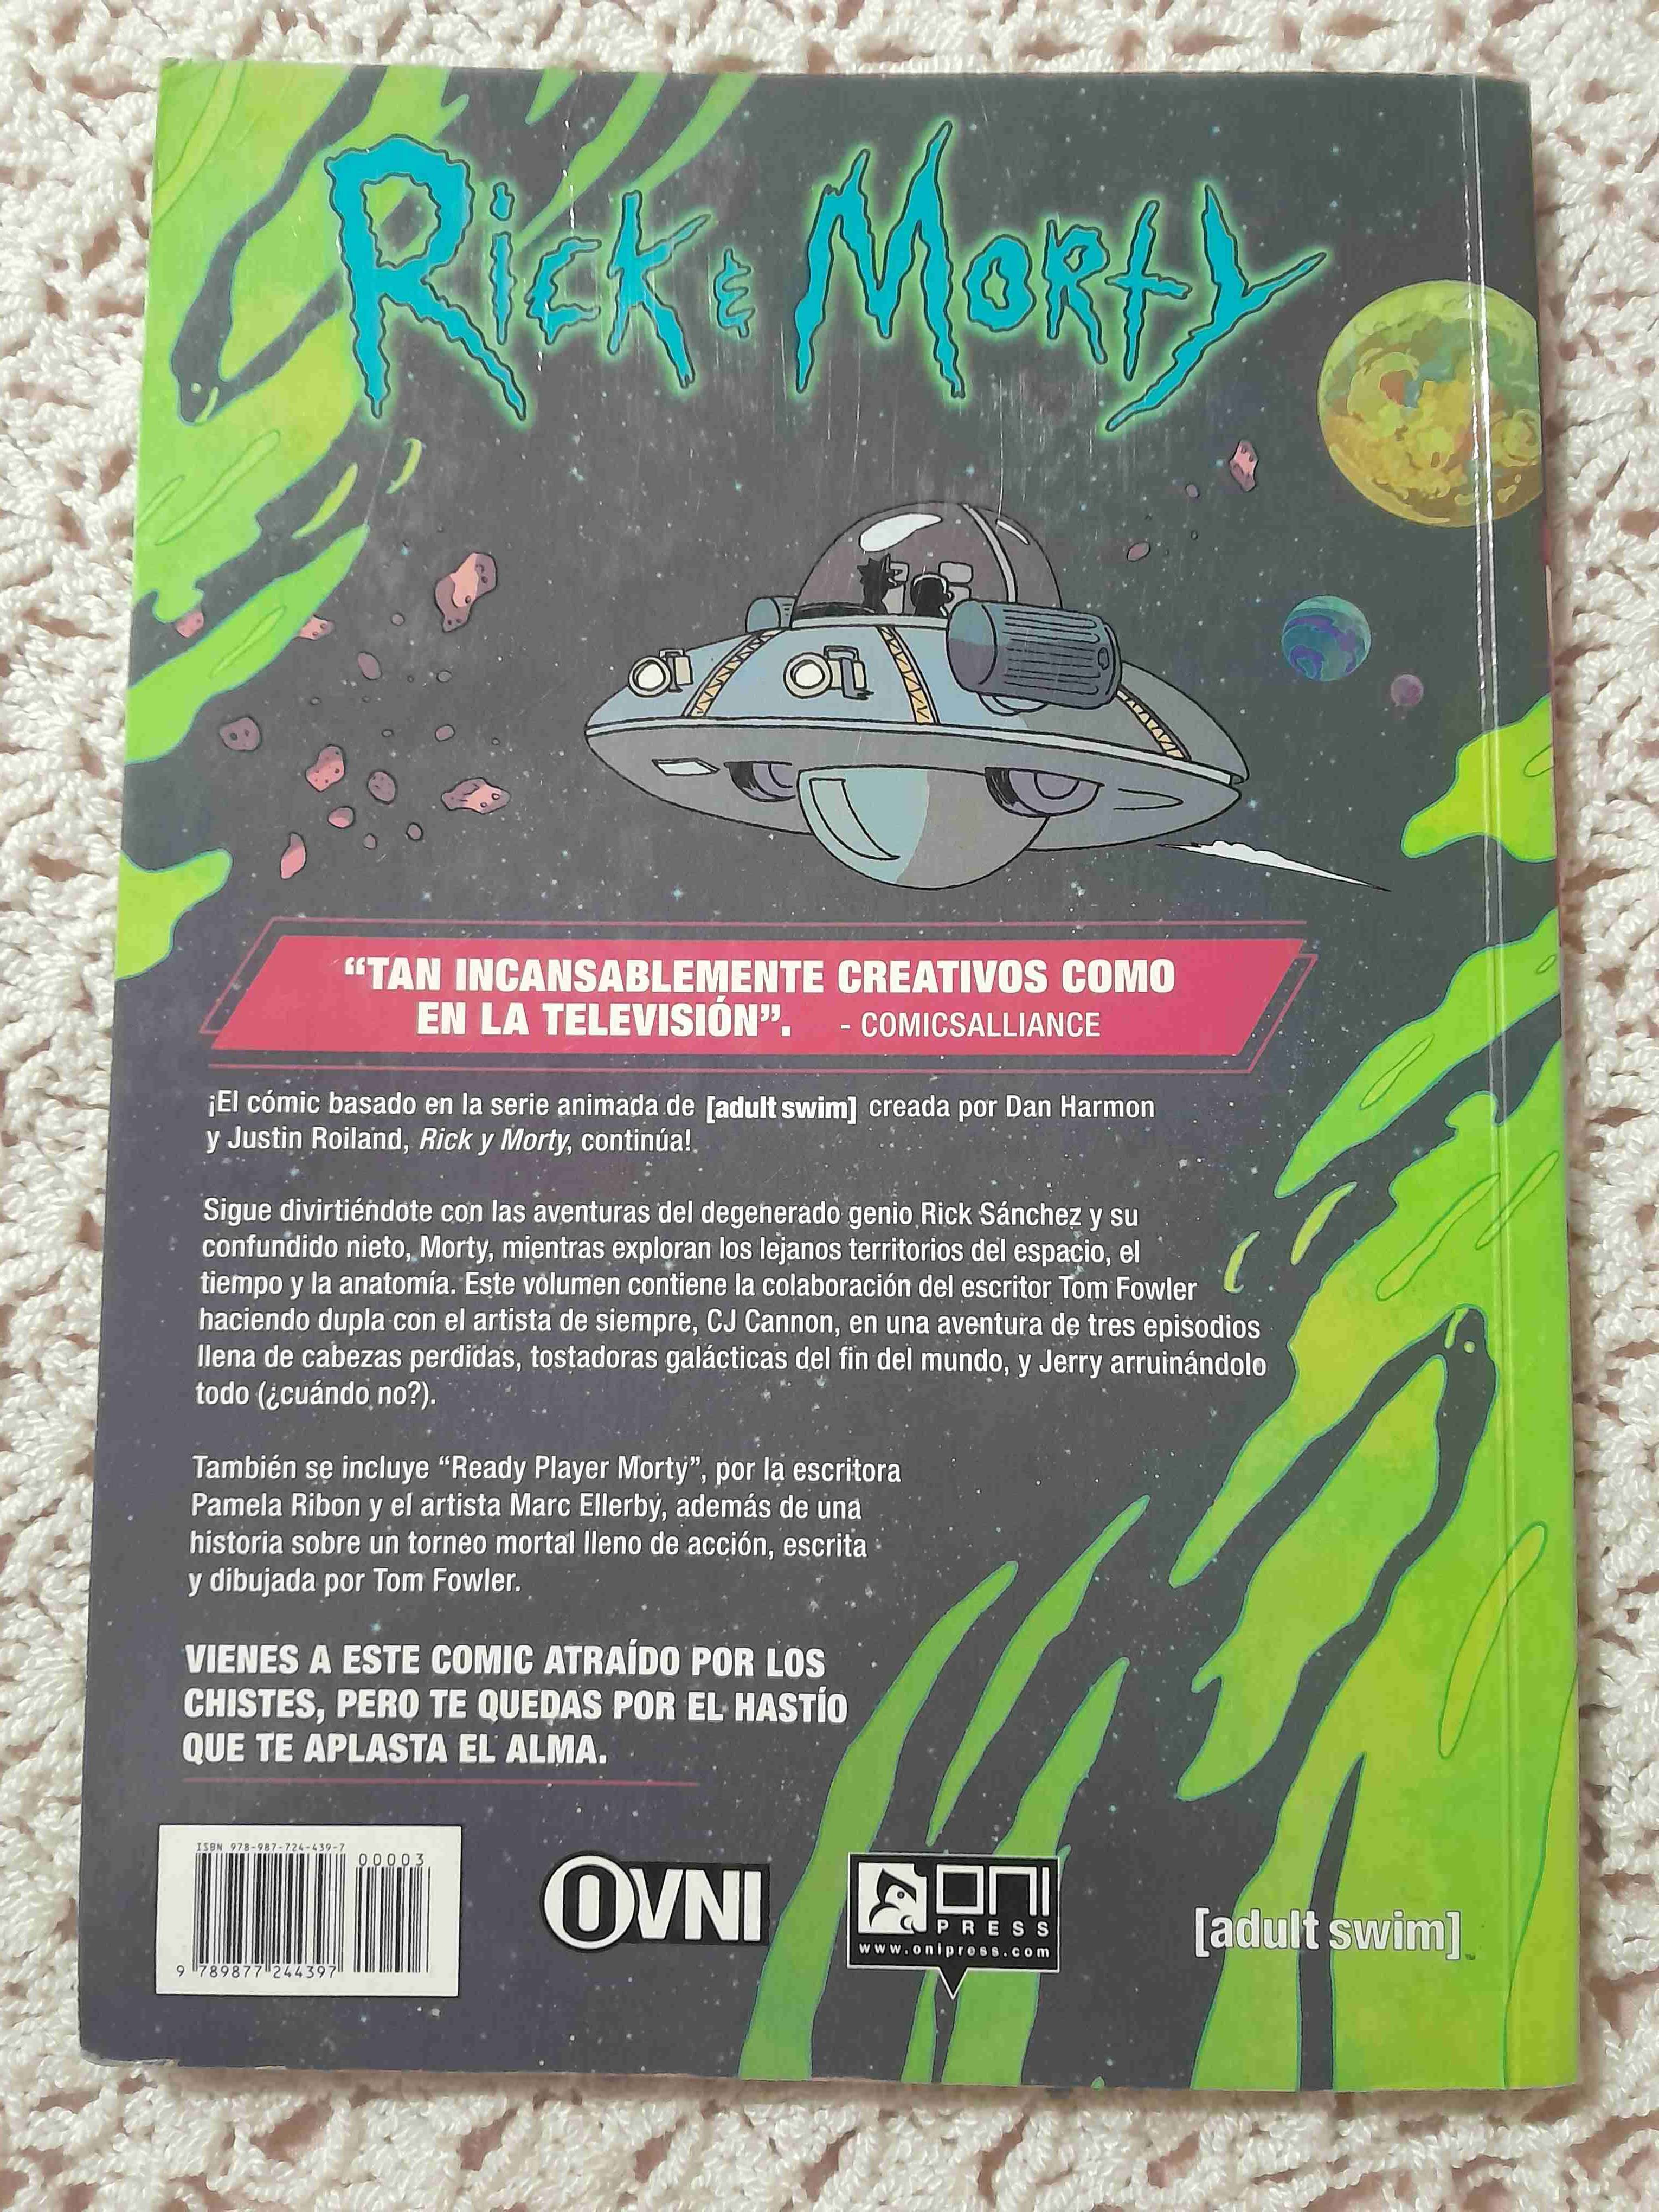 Rick & Morty
“TAN INCANSABLEMENTE CREATIVOS COMO
EN LA TELEVISIÓN”. - COMICSALLIANCE
¡El cómic basado en la serie animada de [adult swim] creada por Dan Harmon
y Justin Roiland, Rick y Morty, continúa!
Sigue divirtiéndote con las aventuras del degenerado genio Rick Sánchez y su
confundido nieto, Morty, mientras exploran los lejanos territorios del espacio, el
tiempo y la anatomía. Este volumen contiene la colaboración del escritor Tom Fowler
haciendo dupla con el artista de siempre, CJ Cannon, en una aventura de tres episodios
llena de cabezas perdidas, tostadoras galácticas del fin del mundo, y Jerry arruinándolo
todo (¿cuándo no?).
También se incluye “Ready Player Morty”, por la escritora
Pamela Ribon y el artista Marc Ellerby, además de una
historia sobre un torneo mortal lleno de acción, escrita
y dibujada por Tom Fowler.
VIENES A ESTE COMIC ATRAÍDO POR LOS
CHISTES, PERO TE QUEDAS POR EL HASTÍO
QUE TE APLASTA EL ALMA.
ISBN 978-987-724-439-7
00003
9 789877 244397
OVNI
ONI
PRESS
www.onipress.com
[adult swim]